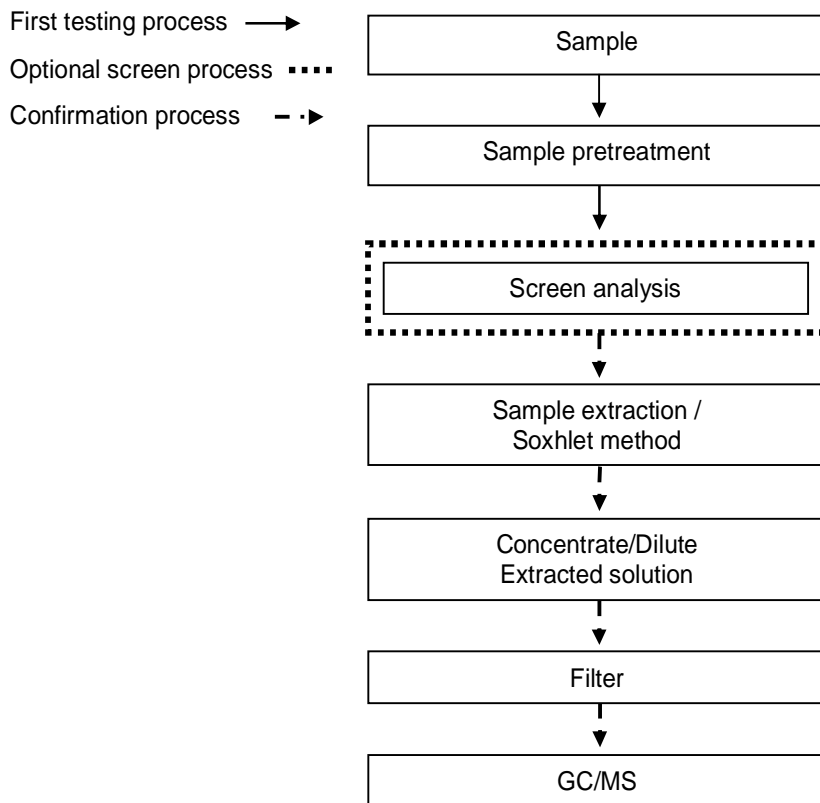 First testing process
Optional screen process
Confirmation process
Sample
Sample pretreatment
Screen analysis
Sample extraction /
Soxhlet method
Concentrate/Dilute
Extracted solution
Filter
GC/MS